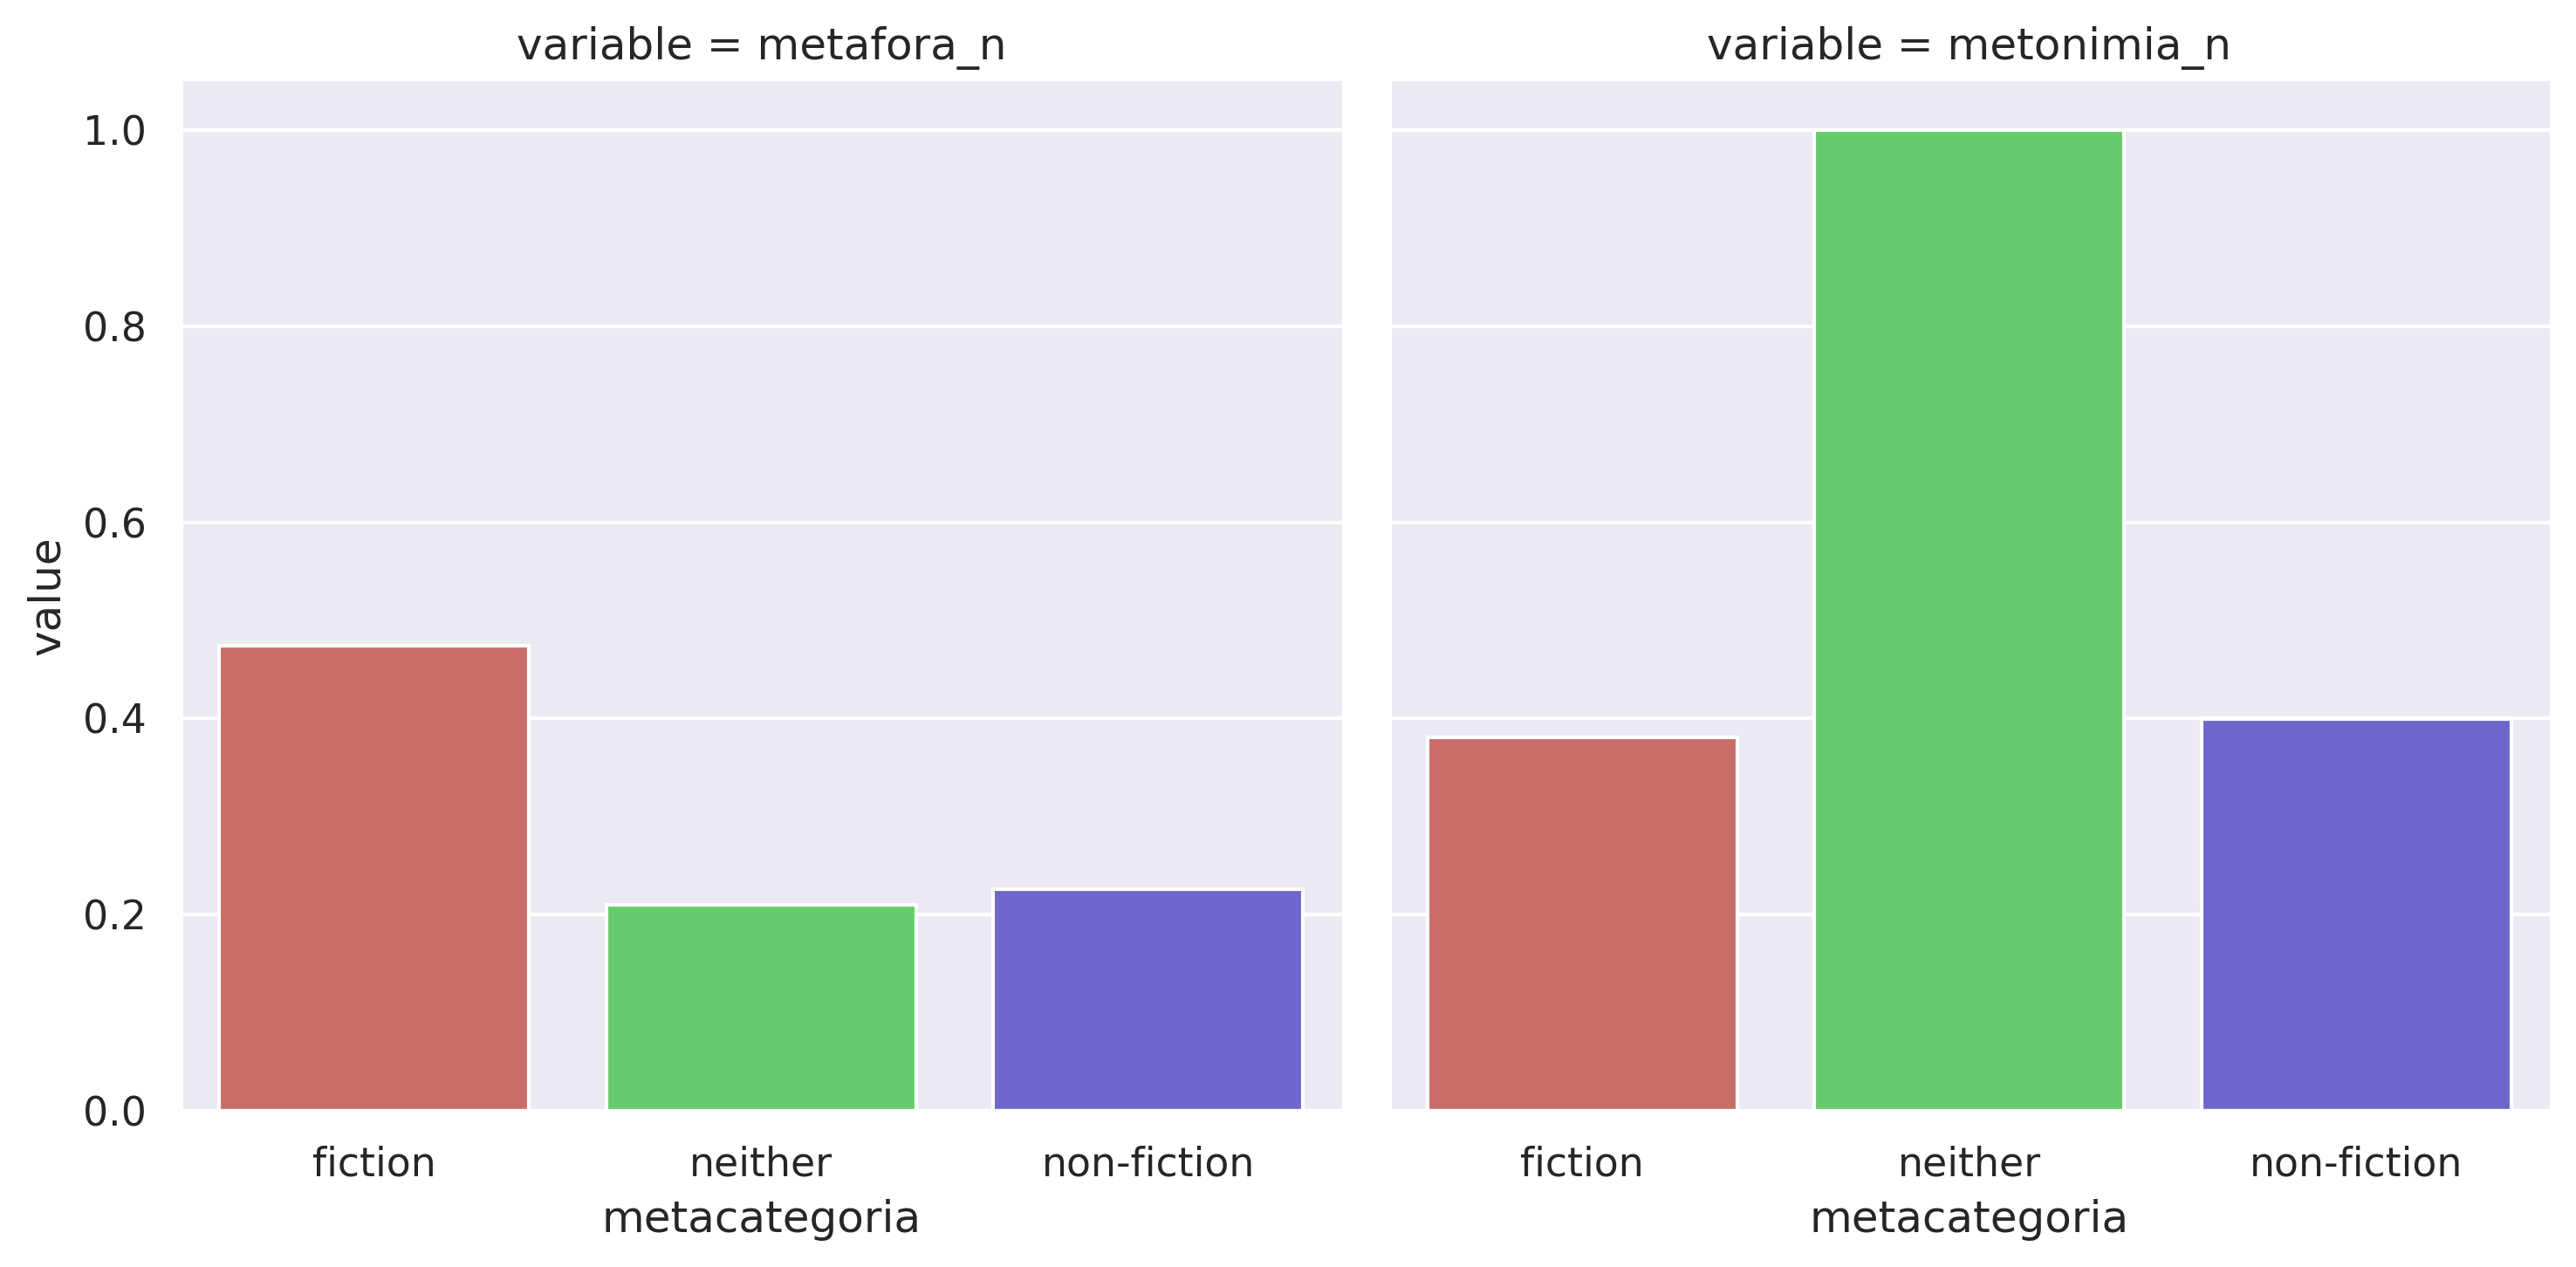 variable = metafora_n
variable = metonimia_n
value
1.0
0.8
0.6
0.4
0.2
0.0
fiction neither non-fiction
fiction neither non-fiction
metacategoria
metacategoria